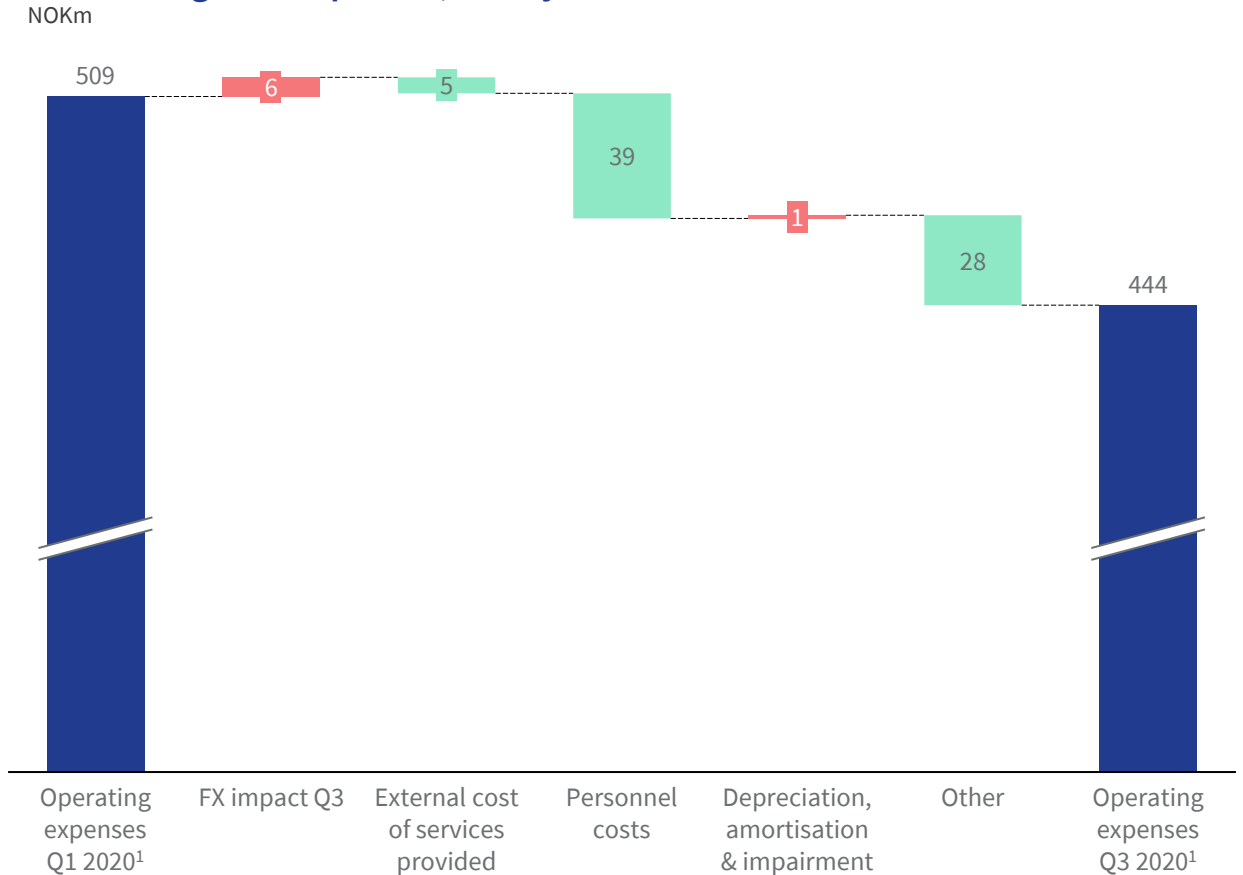 NOKm
509
6
5
39
1
28
444
Operating
expenses
Q1 2020¹
FX impact Q3
External cost
of services
provided
Personnel
costs
Depreciation,
amortisation
& impairment
Other
Operating
expenses
Q3 2020¹